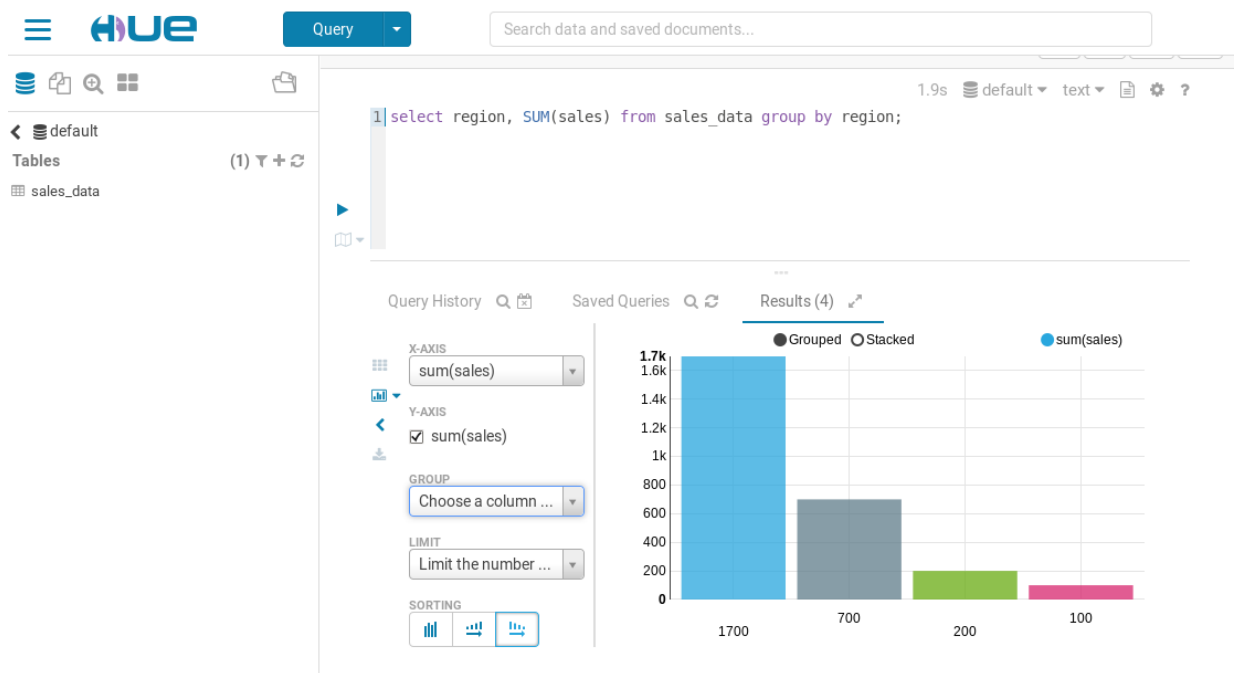 HUE
Query
Search data and saved documents...
1.9s default text ?
default
1 select region, SUM(sales) from sales_data group by region;
Tables (1)
sales_data
Query History Saved Queries Results (4)
X-AXIS
sum(sales)
Y-AXIS
sum(sales)
GROUP
Choose a column ...
LIMIT
Limit the number ...
SORTING
Grouped Stacked sum(sales)
1.7k
1.6k
1.4k
1.2k
1k
800
600
400
200
0
1700 700 200 100